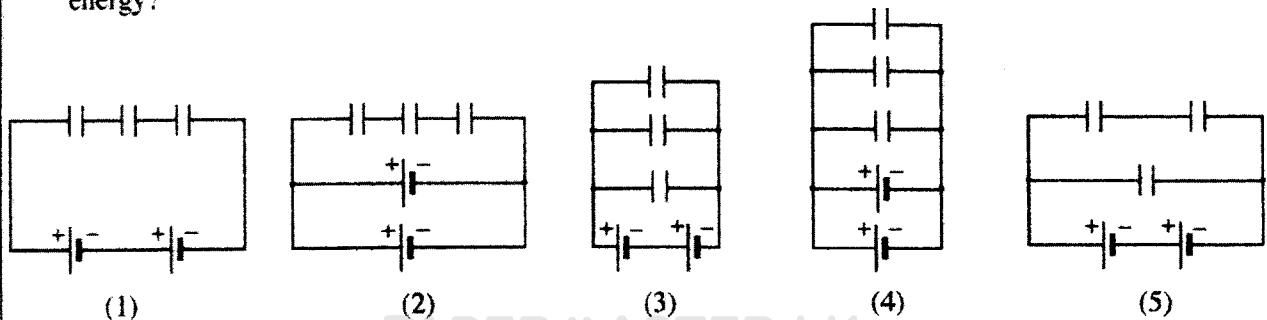 energy?
+ − + −
+ −
+ −
+ − + −
+ −
+ −
+ − + −
(1) (2) (3) (4) (5)